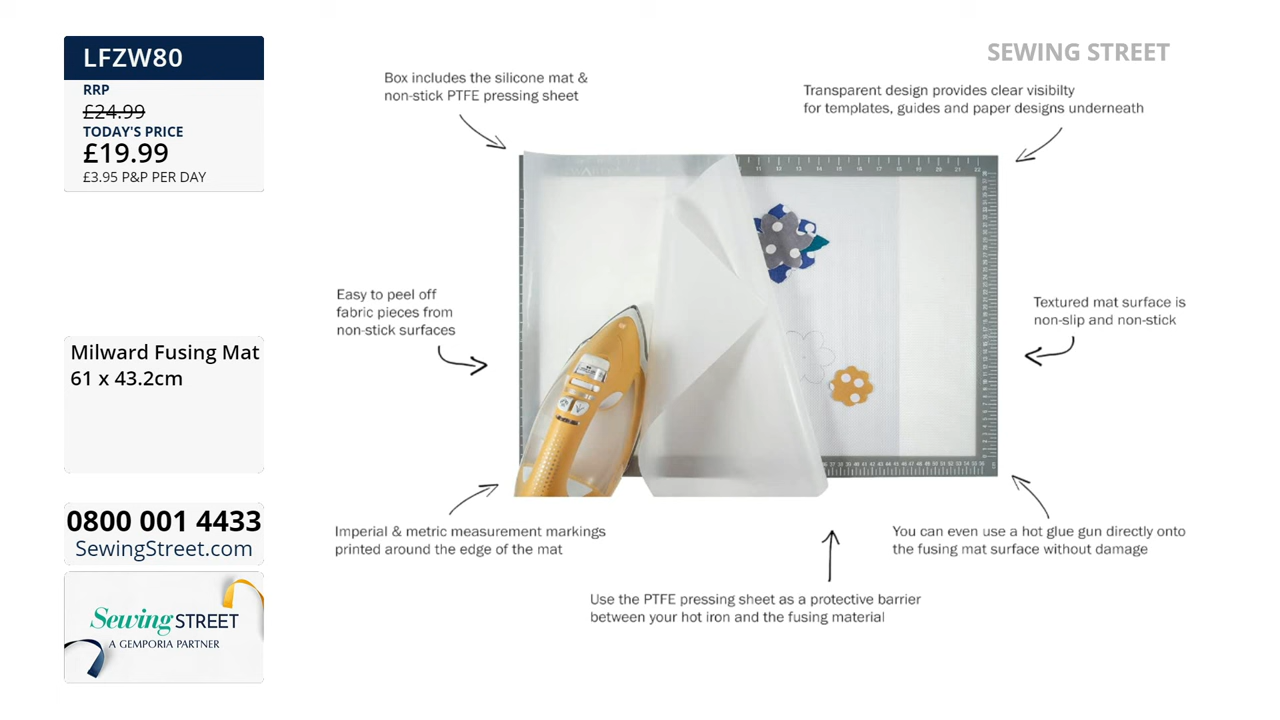 LFZW80
RRP
£24.99
TODAY'S PRICE
£19.99
£3.95 P&P PER DAY
Milward Fusing Mat
61 x 43.2cm
0800 001 4433
SewingStreet.com
Sewing STREET
A GEMPORIA PARTNER
SEWING STREET
Box includes the silicone mat &
non-stick PTFE pressing sheet
Transparent design provides clear visibilty
for templates, guides and paper designs underneath
Easy to peel off
fabric pieces from
non-stick surfaces
Textured mat surface is
non-slip and non-stick
Imperial & metric measurement markings
printed around the edge of the mat
You can even use a hot glue gun directly onto
the fusing mat surface without damage
Use the PTFE pressing sheet as a protective barrier
between your hot iron and the fusing material